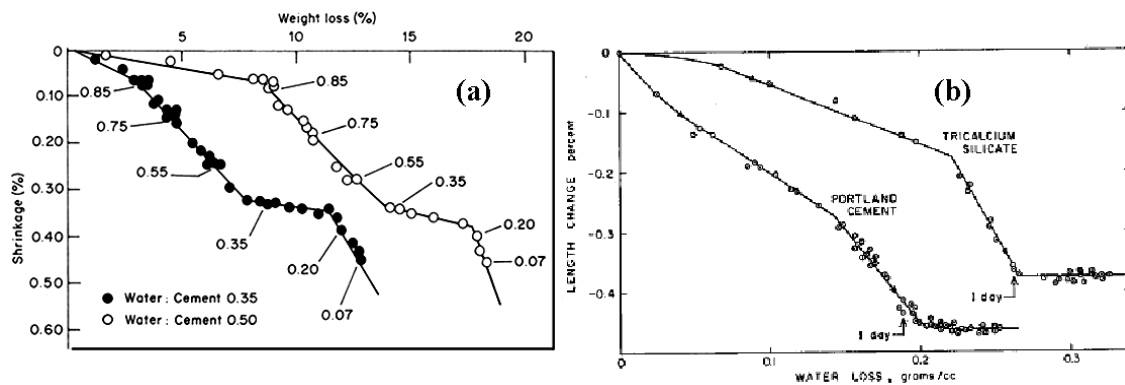 Weight loss (%)
5 10 15 20
(a)
Shrinkage (%)
0
0.10
0.20
0.30
0.40
0.50
0.60
0.85
0.75
0.55
0.35
0.20
0.07
0.85
0.75
0.55
0.35
0.20
0.07
Water : Cement 0.35
Water : Cement 0.50
(b)
LENGTH CHANGE percent
0
-0.1
-0.2
-0.3
-0.4
TRICALCIUM
SILICATE
PORTLAND
CEMENT
1 day
1 day
0 0.1 0.2 0.3
WATER LOSS, grams/cc